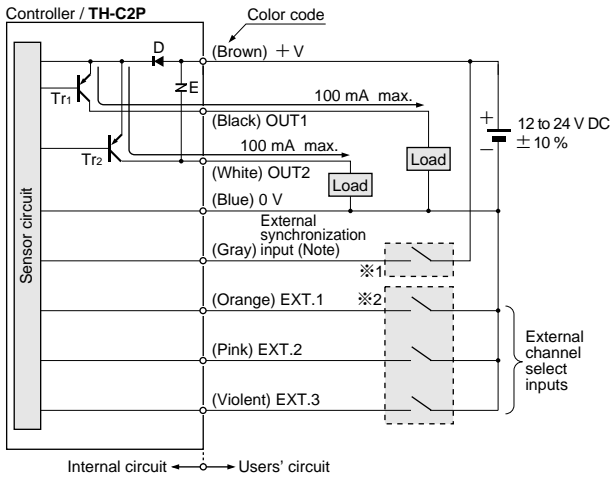 Controller / TH-C2P
Color code
D
(Brown) +V
E
Tr1
100 mA max.
(Black) OUT1
+
12 to 24 V DC
± 10 %
−
Tr2
100 mA max.
Load
(White) OUT2
Load
(Blue) 0 V
Sensor circuit
External
synchronization
(Gray) input (Note)
※1
(Orange) EXT.1
※2
(Pink) EXT.2
External
channel
select
inputs
(Violent) EXT.3
Internal circuit
Users' circuit